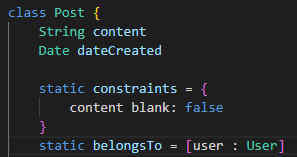 class Post {
    String content
    Date dateCreated

    static constraints = {
        content blank: false
    }
    static belongsTo = [user : User]